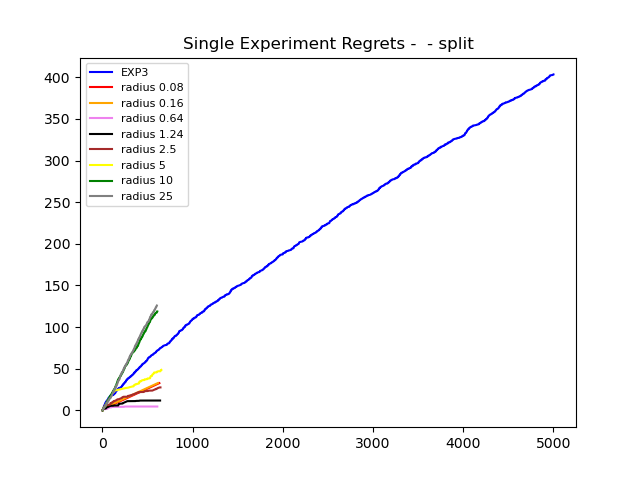 Single Experiment Regrets -  - split
400
350
300
250
200
150
100
50
0
EXP3
radius 0.08
radius 0.16
radius 0.64
radius 1.24
radius 2.5
radius 5
radius 10
radius 25
0 1000 2000 3000 4000 5000